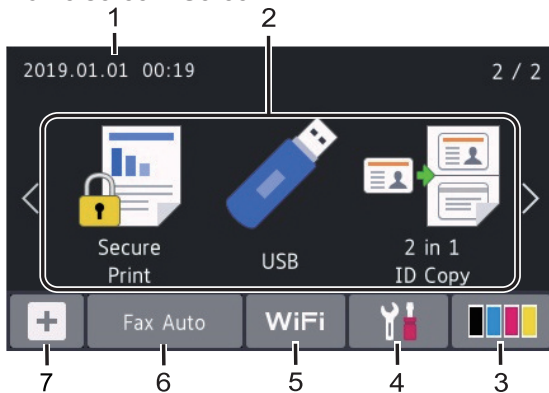 1
2
2019.01.01 00:19
2 / 2
Secure
Print
USB
2 in 1
ID Copy
Fax Auto
WiFi
7
6
5
4
3